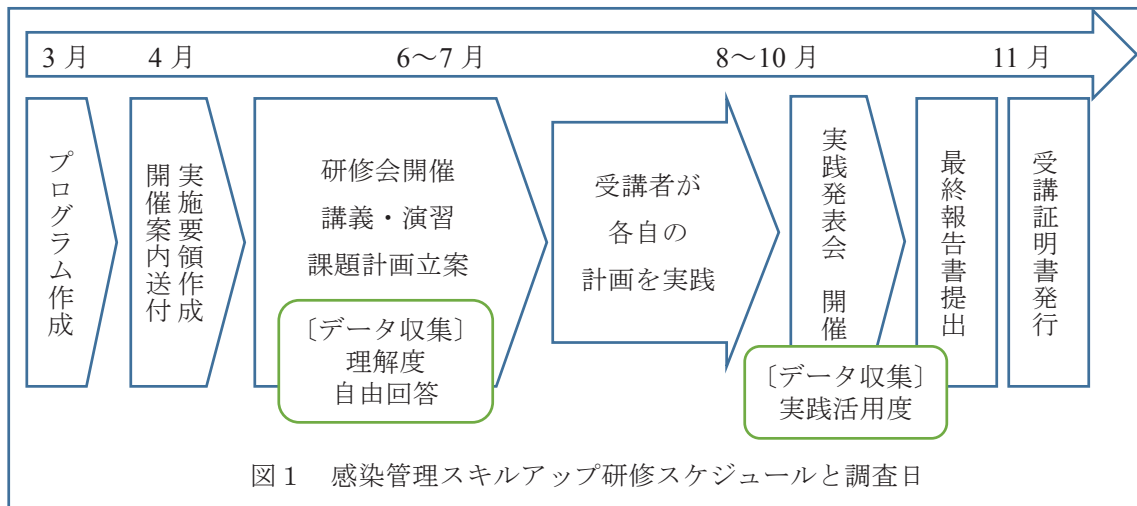 3 月
4 月
6～7 月
8～10 月
11 月
プログラム作成
実施要領作成
開催案内送付
研修会開催
講義・演習
課題計画立案
〔データ収集〕
理解度
自由回答
受講者が
各自の
計画を実践
実践発表会 開催
〔データ収集〕
実践活用度
最終報告書提出
受講証明書発行
図１ 感染管理スキルアップ研修スケジュールと調査日